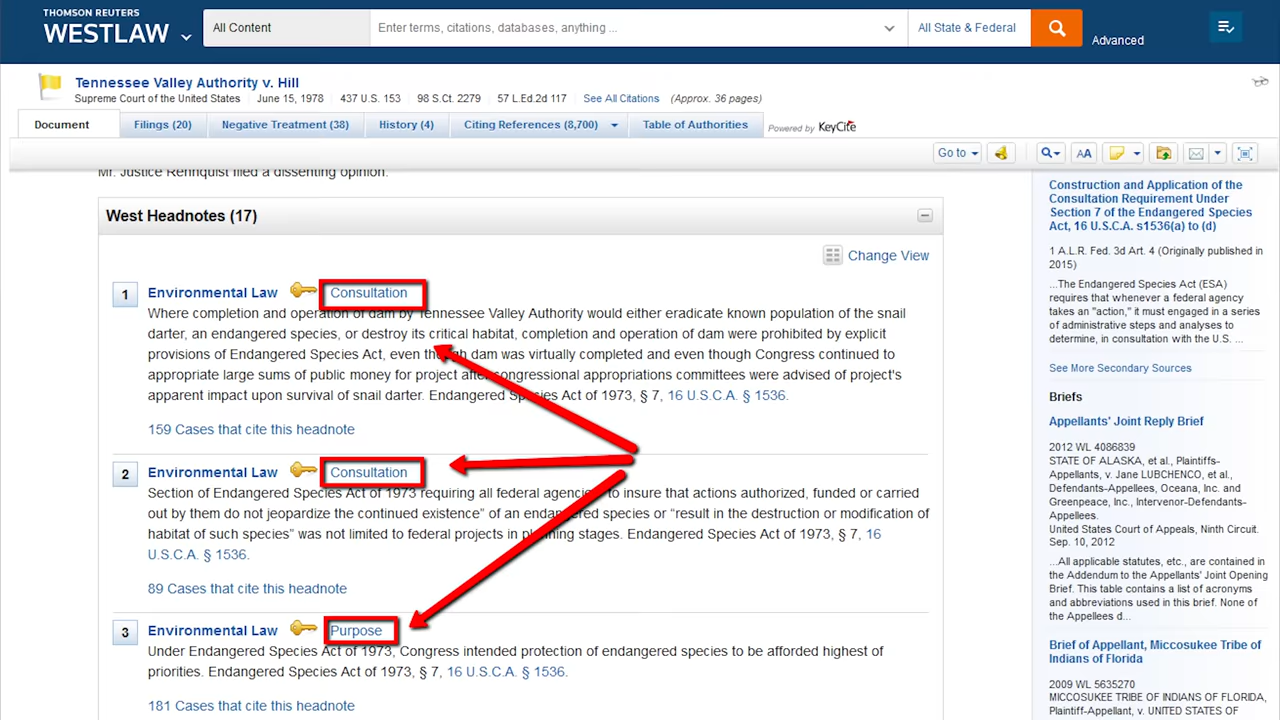 THOMSON REUTERS
WESTLAW
All Content
Enter terms, citations, databases, anything ...
All State & Federal
Advanced
Tennessee Valley Authority v. Hill
Supreme Court of the United States June 15, 1978 437 U.S. 153 98 S.Ct. 2279 57 L.Ed.2d 117 See All Citations (Approx. 36 pages)
Document Filings (20) Negative Treatment (38) History (4) Citing References (8,700) Table of Authorities Powered by KeyCite
Go to
AA
Mr. Justice Rehnquist filed a dissenting opinion.
West Headnotes (17)
Change View
1 Environmental Law Consultation
Where completion and operation of dam by Tennessee Valley Authority would either eradicate known population of the snail
darter, an endangered species, or destroy its critical habitat, completion and operation of dam were prohibited by explicit
provisions of Endangered Species Act, even though dam was virtually completed and even though Congress continued to
appropriate large sums of public money for project after congressional appropriations committees were advised of project's
apparent impact upon survival of snail darter. Endangered Species Act of 1973, § 7, 16 U.S.C.A. § 1536.
159 Cases that cite this headnote
2 Environmental Law Consultation
Section of Endangered Species Act of 1973 requiring all federal agencies to insure that actions authorized, funded or carried
out by them do not jeopardize the continued existence” of an endangered species or “result in the destruction or modification of
habitat of such species” was not limited to federal projects in planning stages. Endangered Species Act of 1973, § 7, 16
U.S.C.A. § 1536.
89 Cases that cite this headnote
3 Environmental Law Purpose
Under Endangered Species Act of 1973, Congress intended protection of endangered species to be afforded highest of
priorities. Endangered Species Act of 1973, § 7, 16 U.S.C.A. § 1536.
181 Cases that cite this headnote
Construction and Application of the
Consultation Requirement Under
Section 7 of the Endangered Species
Act, 16 U.S.C.A. s1536(a) to (d)
1 A.L.R. Fed. 3d Art. 4 (Originally published in
2015)
...The Endangered Species Act (ESA)
requires that whenever a federal agency
takes an "action," it must engaged in a series
of administrative steps and analyses to
determine, in consultation with the U.S. ...
See More Secondary Sources
Briefs
Appellants' Joint Reply Brief
2012 WL 4086839
STATE OF ALASKA, et al., Plaintiffs-
Appellants, v. Jane LUBCHENCO, et al.,
Defendants-Appellees, Oceana, Inc. and
Greenpeace, Inc., Intervenor-Defendants-
Appellees.
United States Court of Appeals, Ninth Circuit.
Sep. 10, 2012
...All applicable statutes, etc., are contained in
the Addendum to the Appellants' Joint Opening
Brief. This table contains a list of acronyms
and abbreviations used in this brief. None of
the Appellees d...
Brief of Appellant, Miccosukee Tribe of
Indians of Florida
2009 WL 5635270
MICCOSUKEE TRIBE OF INDIANS OF FLORIDA,
Plaintiff-Appellant, v. UNITED STATES OF